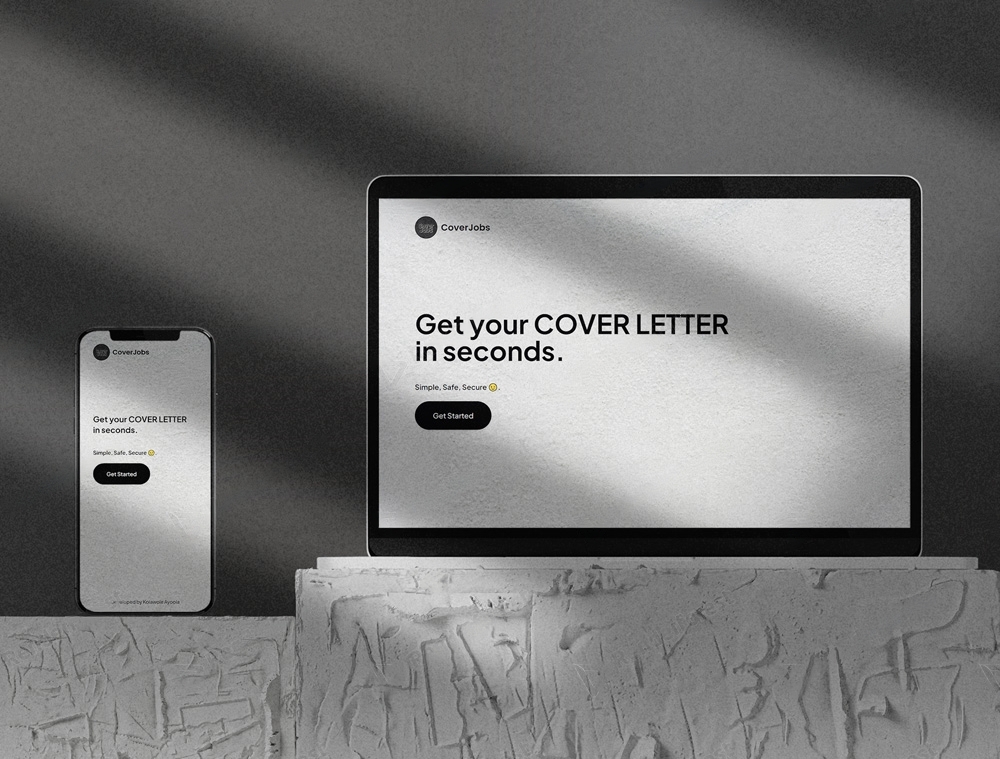 CoverJobs
Get your COVER LETTER
in seconds.
Simple, Safe, Secure 😉.
Get Started
CoverJobs
Get your COVER LETTER
in seconds.
Simple, Safe, Secure 😉.
Get Started
by